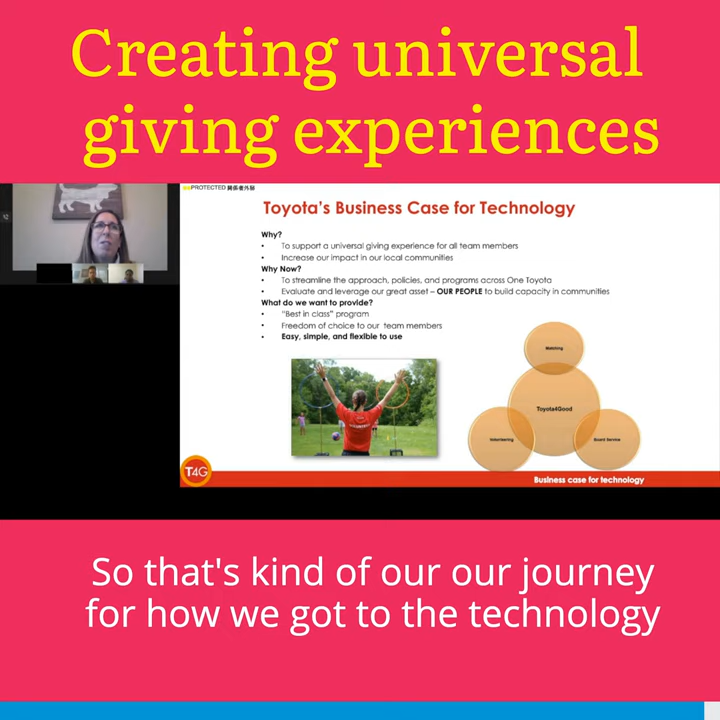 Creating universal
giving experiences
PROTECTED 関係者外秘
Toyota's Business Case for Technology
Why?
• To support a universal giving experience for all team members
• Increase our impact in our local communities
Why Now?
• To streamline the approach, policies, and programs across One Toyota
• Evaluate and leverage our great asset – OUR PEOPLE to build capacity in communities
What do we want to provide?
• "Best in class" program
• Freedom of choice to our team members
• Easy, simple, and flexible to use
Matching
Toyota4Good
Volunteering
Board Service
T4G
Business case for technology
So that's kind of our our journey
for how we got to the technology